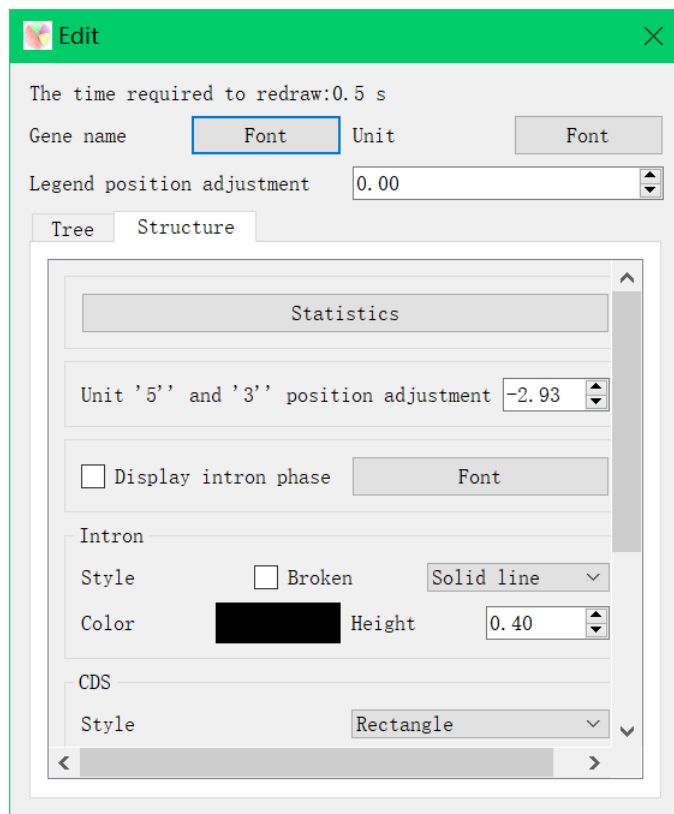 Edit
The time required to redraw:0.5 s
Gene name Font Unit Font
Legend position adjustment 0.00
Tree Structure
Statistics
Unit '5'' and '3'' position adjustment -2.93
Display intron phase Font
Intron
Style Broken Solid line
Color Height 0.40
CDS
Style Rectangle